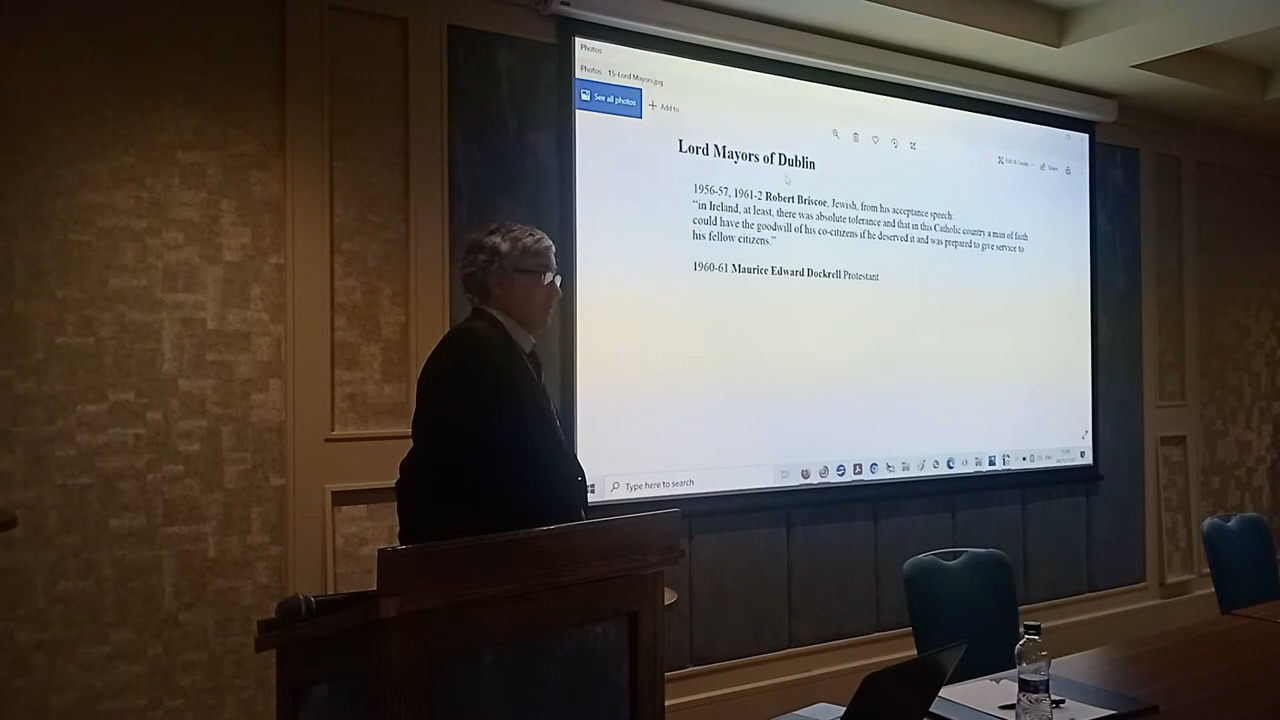 Photos
Photos - 15-Lord Mayors.jpg
See all photos
+ Add to
Edit & Create
Share
Lord Mayors of Dublin
1956-57, 1961-2 Robert Briscoe, Jewish, from his acceptance speech:
“in Ireland, at least, there was absolute tolerance and that in this Catholic country a man of faith
could have the goodwill of his co-citizens if he deserved it and was prepared to give service to
his fellow citizens.”
1960-61 Maurice Edward Dockrell Protestant
Type here to search